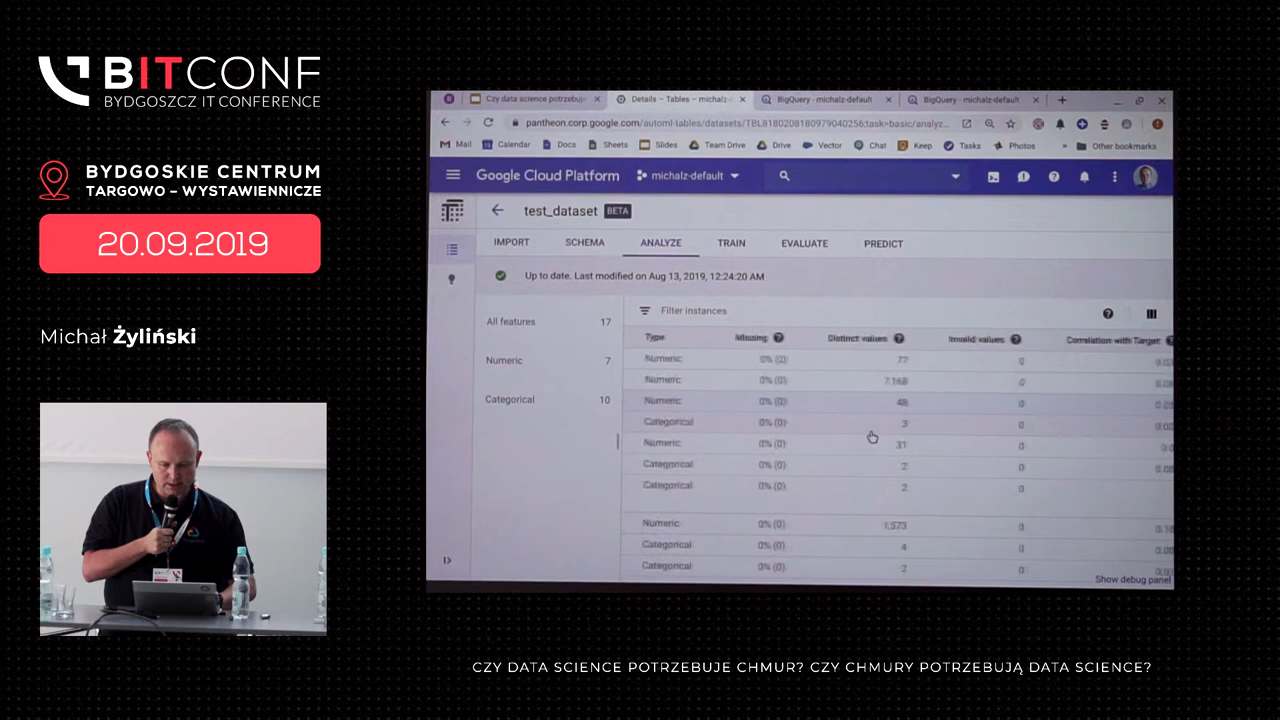 BITCONF
BYDGOSZCZ IT CONFERENCE
BYDGOSKIE CENTRUM
TARGOWO – WYSTAWIENNICZE
20.09.2019
Michał Żyliński
Czy data science potrzebuje
Details – Tables – michalz-c
BigQuery - michalz-default
BigQuery - michalz-default
pantheon.corp.google.com/automl-tables/datasets/TBL8180208180979040256;task=basic/analyz...
Mail Calendar Docs Sheets Slides Team Drive Drive Vector Chat Keep Tasks Photos » Other bookmarks
Google Cloud Platform michalz-default
test_dataset BETA
IMPORT SCHEMA ANALYZE TRAIN EVALUATE PREDICT
Up to date. Last modified on Aug 13, 2019, 12:24:20 AM
All features 17
Numeric 7
Categorical 10
Filter instances
Type Missing Distinct values Invalid values Correlation with Target
Numeric 0% (0) 77 0
Numeric 0% (0) 7,168 0
Numeric 0% (0) 48 0
Categorical 0% (0) 3 0
Numeric 0% (0) 31 0
Categorical 0% (0) 2 0
Categorical 0% (0) 2 0
Numeric 0% (0) 1,573 0
Categorical 0% (0) 4 0
Categorical 0% (0) 2 0
Show debug panel
CZY DATA SCIENCE POTRZEBUJE CHMUR? CZY CHMURY POTRZEBUJĄ DATA SCIENCE?